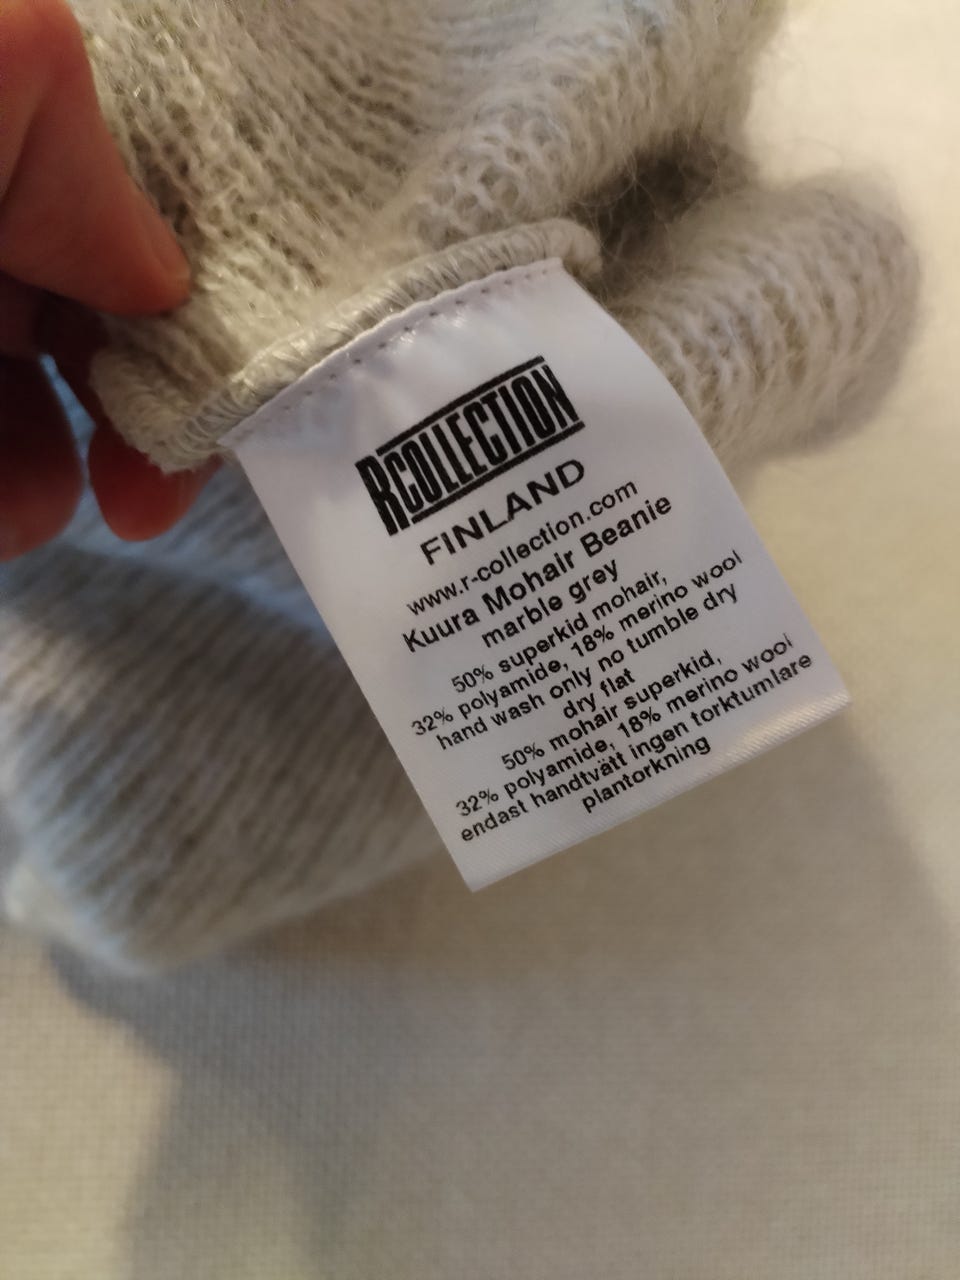 RCOLLECTION
FINLAND
www.r-collection.com
Kuura Mohair Beanie
marble grey
50% superkid mohair,
32% polyamide, 18% merino wool
hand wash only no tumble dry
dry flat
50% mohair superkid,
32% polyamide, 18% merino wool
endast handtvätt ingen torktumlare
plantorkning